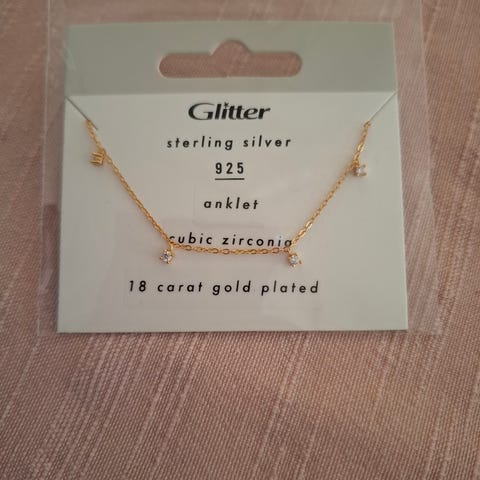 Glitter
sterling silver
925
anklet
cubic zirconia
18 carat gold plated